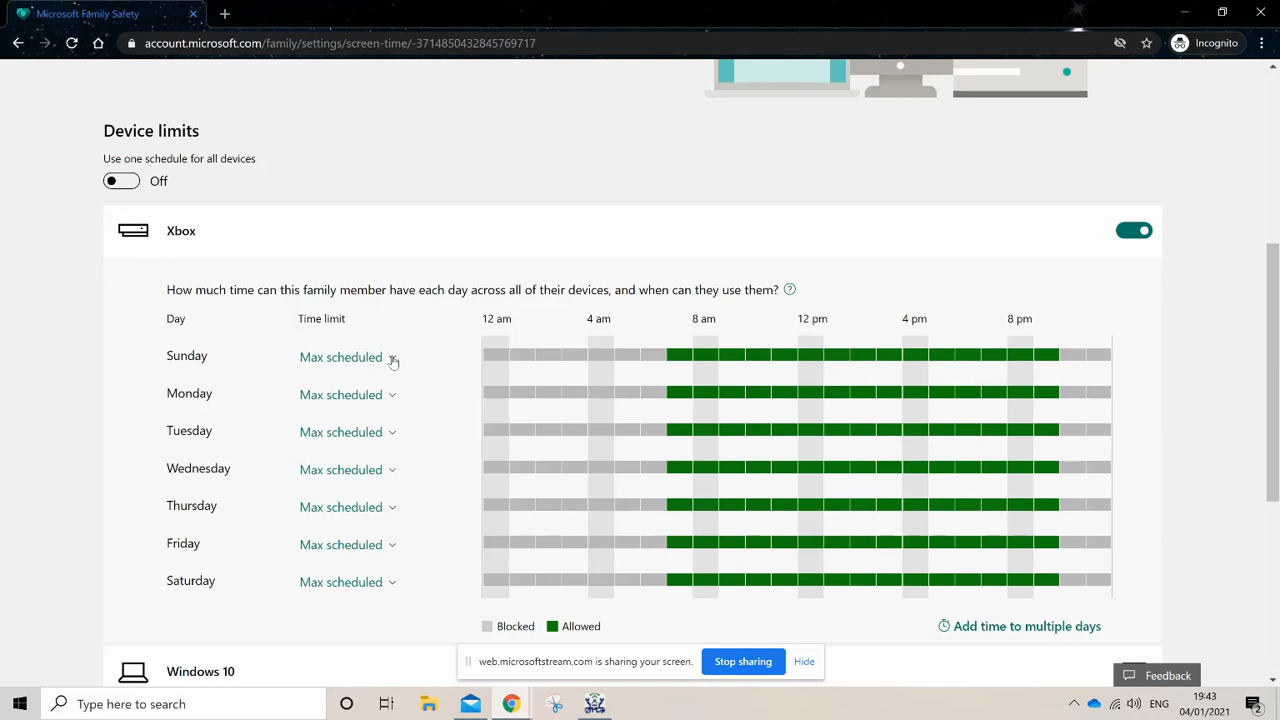 Microsoft Family Safety
account.microsoft.com/family/settings/screen-time/-3714850432845769717
Incognito
Device limits
Use one schedule for all devices
Off
Xbox
How much time can this family member have each day across all of their devices, and when can they use them? ?
Day Time limit 12 am 4 am 8 am 12 pm 4 pm 8 pm
Sunday Max scheduled
Monday Max scheduled
Tuesday Max scheduled
Wednesday Max scheduled
Thursday Max scheduled
Friday Max scheduled
Saturday Max scheduled
Blocked Allowed Add time to multiple days
web.microsoftstream.com is sharing your screen. Stop sharing Hide
Windows 10
Feedback
Type here to search
ENG
19:43
04/01/2021
2